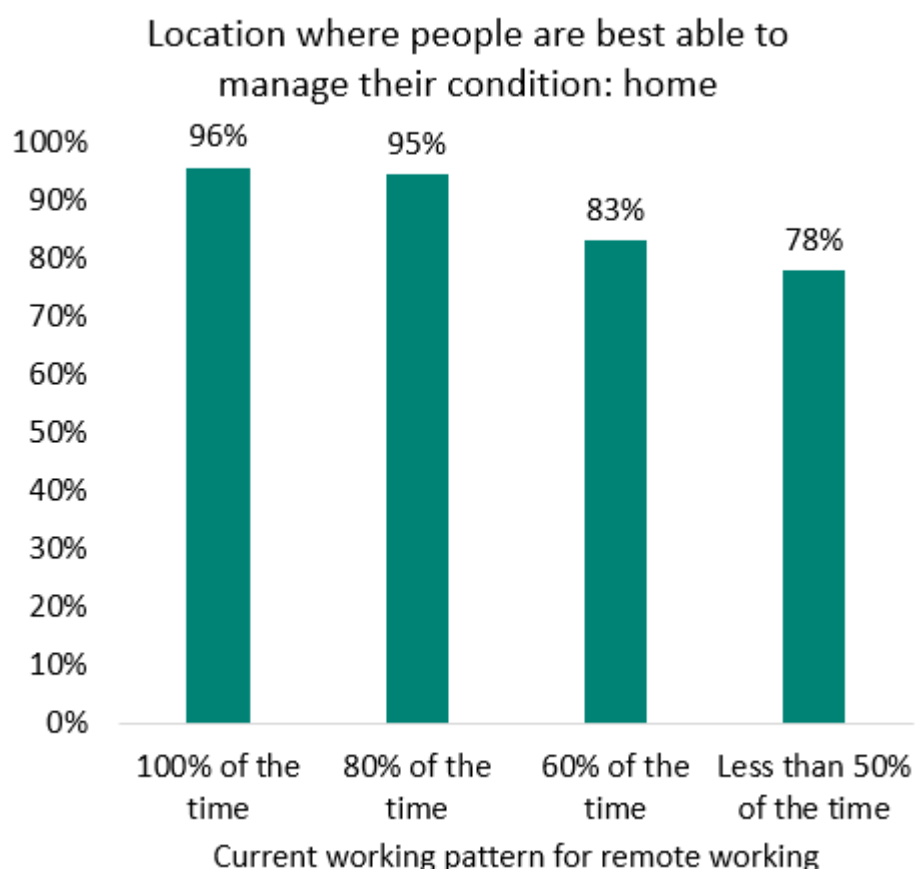 Location where people are best able to
manage their condition: home
100%
90%
80%
70%
60%
50%
40%
30%
20%
10%
0%
96%
95%
83%
78%
100% of the
time
80% of the
time
60% of the
time
Less than 50%
of the time
Current working pattern for remote working